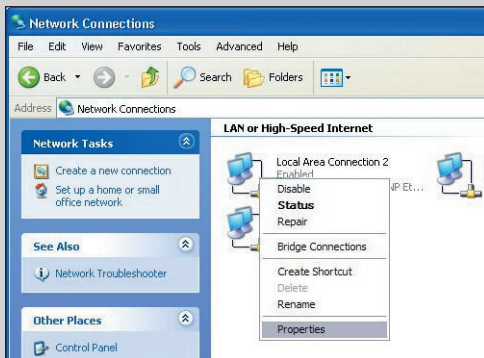 Network Connections
File Edit View Favorites Tools Advanced Help
Back Search Folders
Address Network Connections
Network Tasks
Create a new connection
Set up a home or small
office network
See Also
Network Troubleshooter
Other Places
Control Panel
LAN or High-Speed Internet
Local Area Connection 2
Enabled
NP Et...
Disable
Status
Repair
Bridge Connections
Create Shortcut
Delete
Rename
Properties